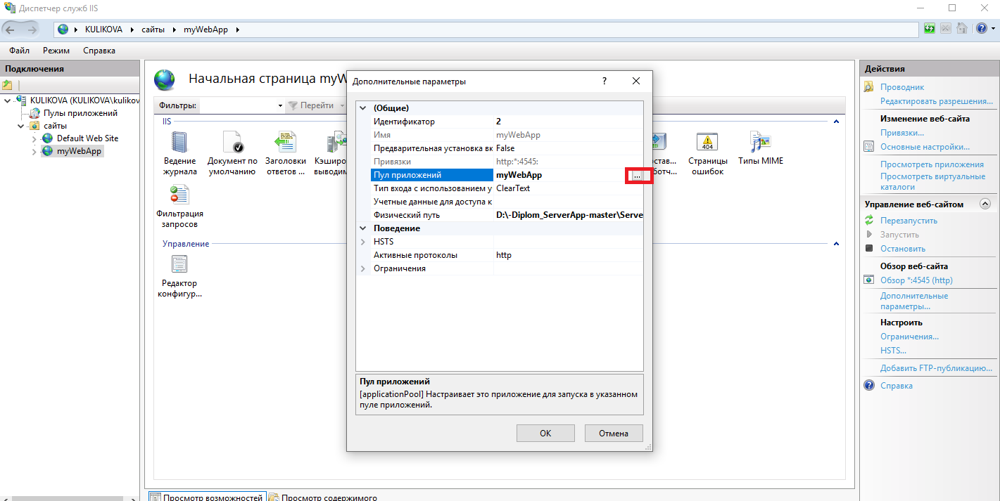 Диспетчер служб IIS
KULIKOVA
сайты
myWebApp
Файл
Режим
Справка
Подключения
KULIKOVA (KULIKOVA\kulikov
Пулы приложений
сайты
Default Web Site
myWebApp
Начальная страница myW
Фильтры:
Перейти
IIS
Ведение
журнала
Документ по
умолчанию
Заголовки
ответов ...
Кэширо
выводим
став...
ботч...
Страницы
ошибок
404
Типы MIME
Фильтрация
запросов
Управление
Редактор
конфигур...
Дополнительные параметры
?
(Общие)
Идентификатор 2
Имя myWebApp
Предварительная установка вк False
Привязки http:*:4545:
Пул приложений myWebApp ...
Тип входа с использованием у ClearText
Учетные данные для доступа к
Физический путь D:\-Diplom_ServerApp-master\Serve
Поведение
HSTS
Активные протоколы http
Ограничения
Пул приложений
[applicationPool] Настраивает это приложение для запуска в указанном
пуле приложений.
OK
Отмена
Просмотр возможностей
Просмотр содержимого
Действия
Проводник
Редактировать разрешения...
Изменение веб-сайта
Привязки...
Основные настройки...
Просмотреть приложения
Просмотреть виртуальные
каталоги
Управление веб-сайтом
Перезапустить
Запустить
Остановить
Обзор веб-сайта
Обзор *:4545 (http)
Дополнительные
параметры...
Настроить
Ограничения...
HSTS...
Добавить FTP-публикацию...
Справка